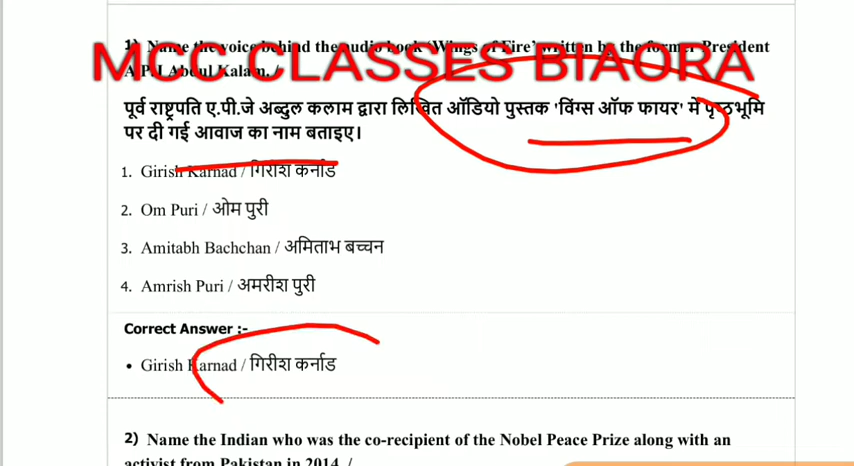 1) Name the voice behind the audio book 'Wings of Fire' written by the former President
MCC CLASSES BIAORA
A.P.J Abdul Kalam. /
पूर्व राष्ट्रपति ए.पी.जे अब्दुल कलाम द्वारा लिखित ऑडियो पुस्तक 'विंग्स ऑफ फायर' में पृष्ठभूमि
पर दी गई आवाज का नाम बताइए।
1. Girish Karnad / गिरीश कर्नाड
2. Om Puri / ओम पुरी
3. Amitabh Bachchan / अमिताभ बच्चन
4. Amrish Puri / अमरीश पुरी
Correct Answer :-
• Girish Karnad / गिरीश कर्नाड
2) Name the Indian who was the co-recipient of the Nobel Peace Prize along with an
activist from Pakistan in 2014. /